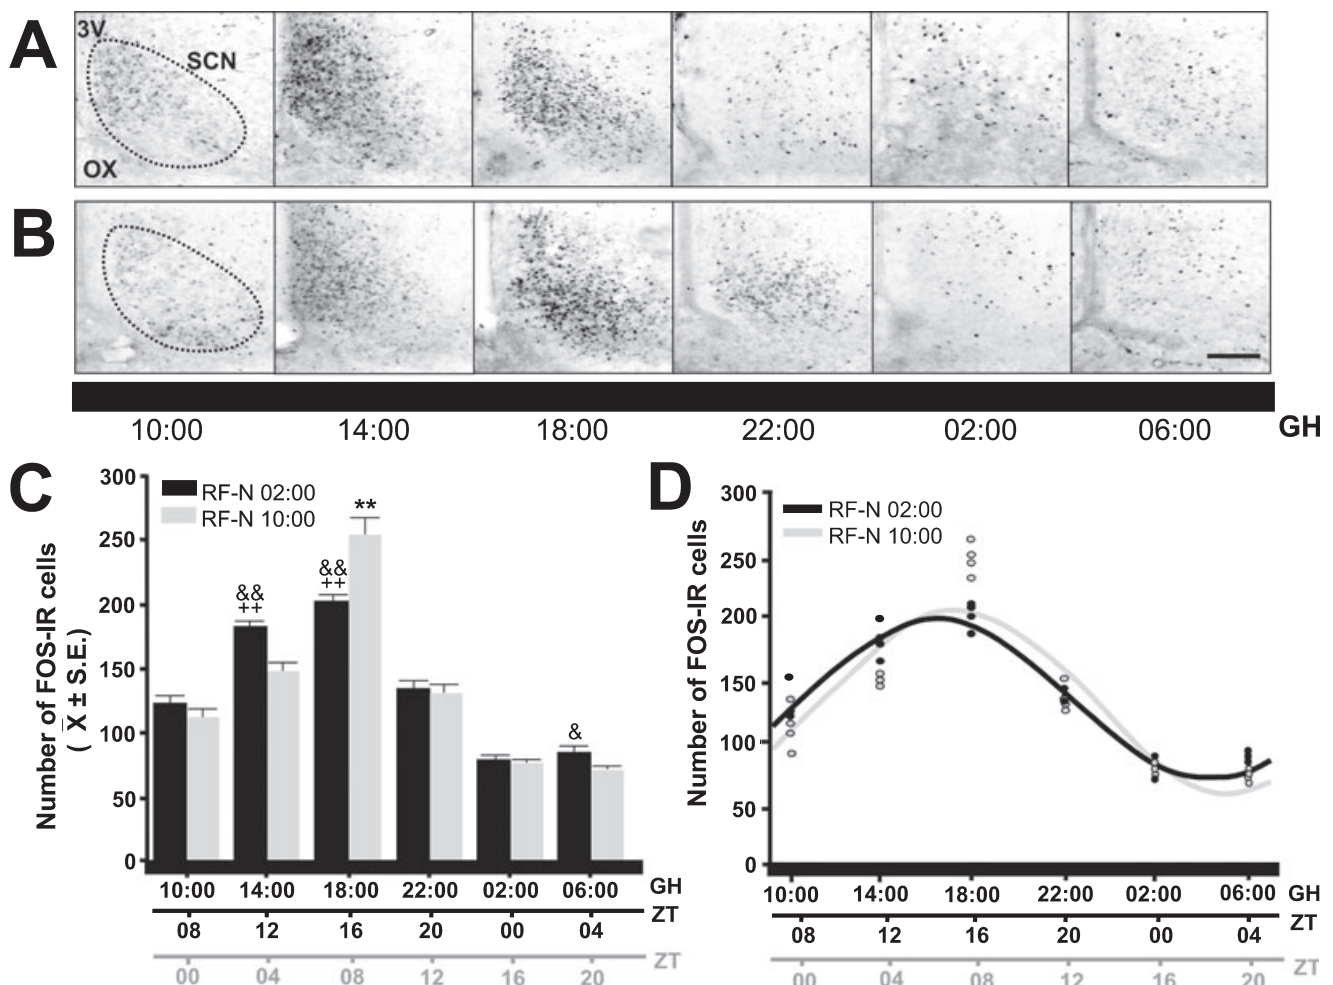 A
3V
SCN
OX
B
10:00 14:00 18:00 22:00 02:00 06:00 GH
C
Number of FOS-IR cells
( X̄ ± S.E.)
300
250
200
150
100
50
0
RF-N 02:00
RF-N 10:00
&&
++
&&
++
**
&
10:00 14:00 18:00 22:00 02:00 06:00 GH
ZT
08 12 16 20 00 04
ZT
00 04 08 12 16 20
D
Number of FOS-IR cells
300
250
200
150
100
50
0
RF-N 02:00
RF-N 10:00
10:00 14:00 18:00 22:00 02:00 06:00 GH
ZT
08 12 16 20 00 04
ZT
00 04 08 12 16 20